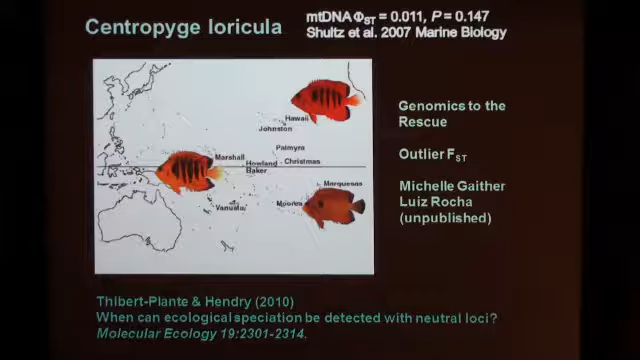 Centropyge loricula
mtDNA ΦST = 0.011, P = 0.147
Shultz et al. 2007 Marine Biology
Hawaii
Johnston
Palmyra
Marshall
Howland
Christmas
Baker
Marquesas
Vanuatu
Moorea
Genomics to the
Rescue
Outlier FST
Michelle Gaither
Luiz Rocha
(unpublished)
Thibert-Plante & Hendry (2010)
When can ecological speciation be detected with neutral loci?
Molecular Ecology 19:2301-2314.